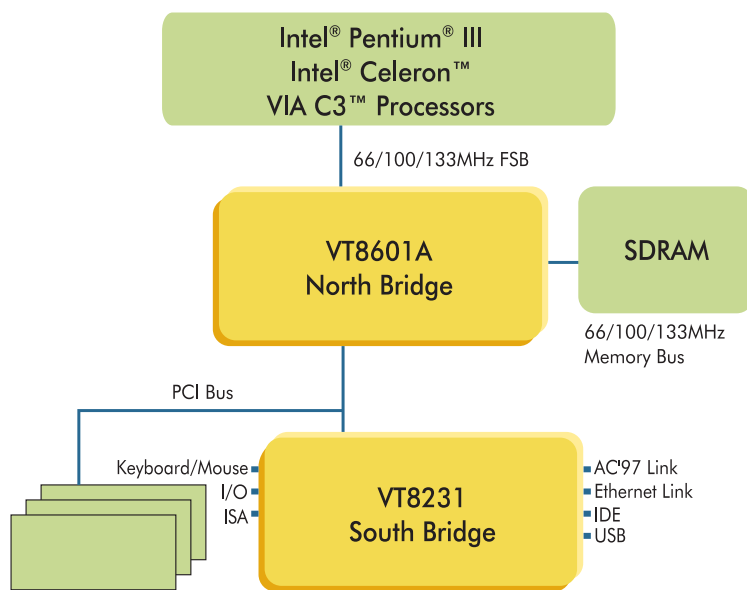 Intel® Pentium® III
Intel® Celeron™
VIA C3™ Processors
66/100/133MHz FSB
VT8601A
North Bridge
SDRAM
66/100/133MHz
Memory Bus
PCI Bus
Keyboard/Mouse
I/O
ISA
VT8231
South Bridge
AC'97 Link
Ethernet Link
IDE
USB